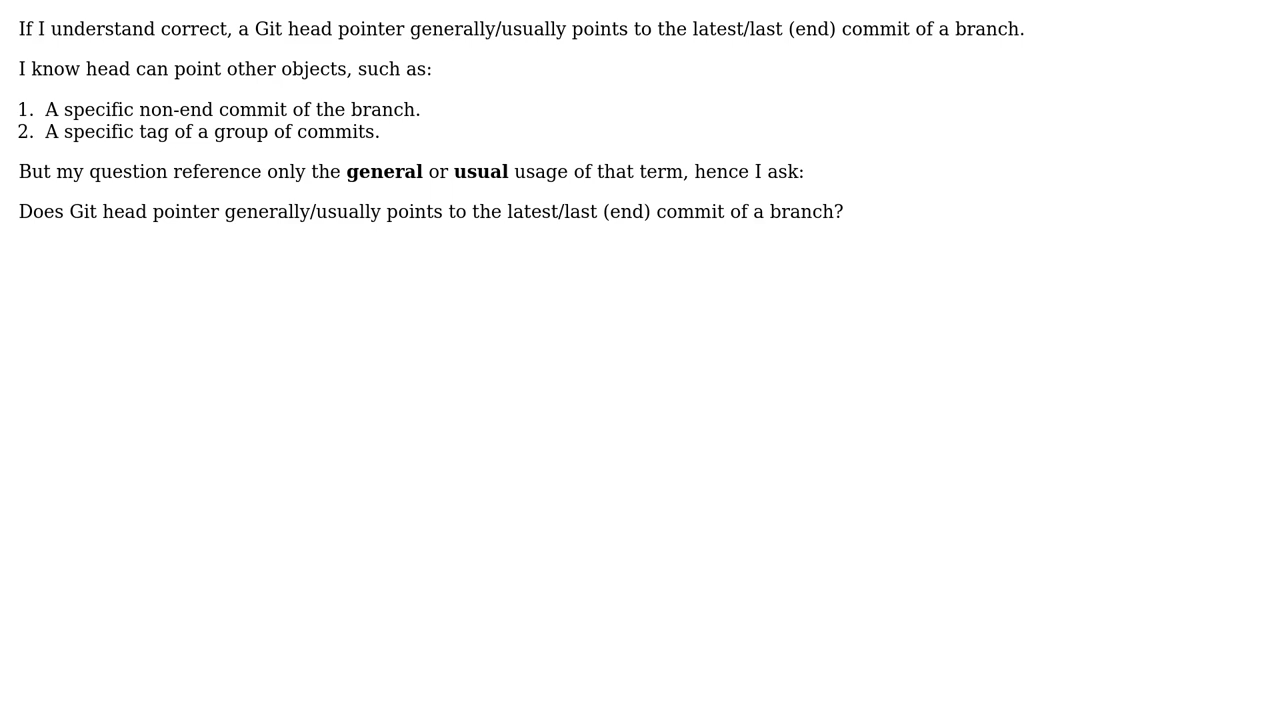 If I understand correct, a Git head pointer generally/usually points to the latest/last (end) commit of a branch.
I know head can point other objects, such as:
1. A specific non-end commit of the branch.
2. A specific tag of a group of commits.
But my question reference only the general or usual usage of that term, hence I ask:
Does Git head pointer generally/usually points to the latest/last (end) commit of a branch?